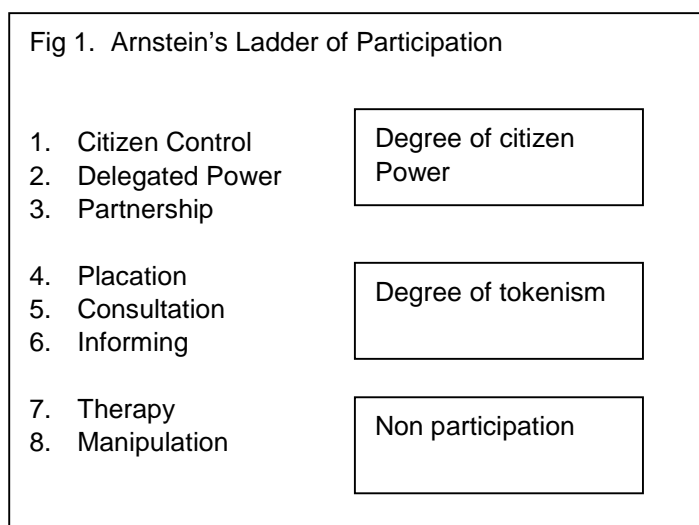 Fig 1. Arnstein’s Ladder of Participation
1. Citizen Control
2. Delegated Power
3. Partnership
Degree of citizen
Power
4. Placation
5. Consultation
6. Informing
Degree of tokenism
7. Therapy
8. Manipulation
Non participation